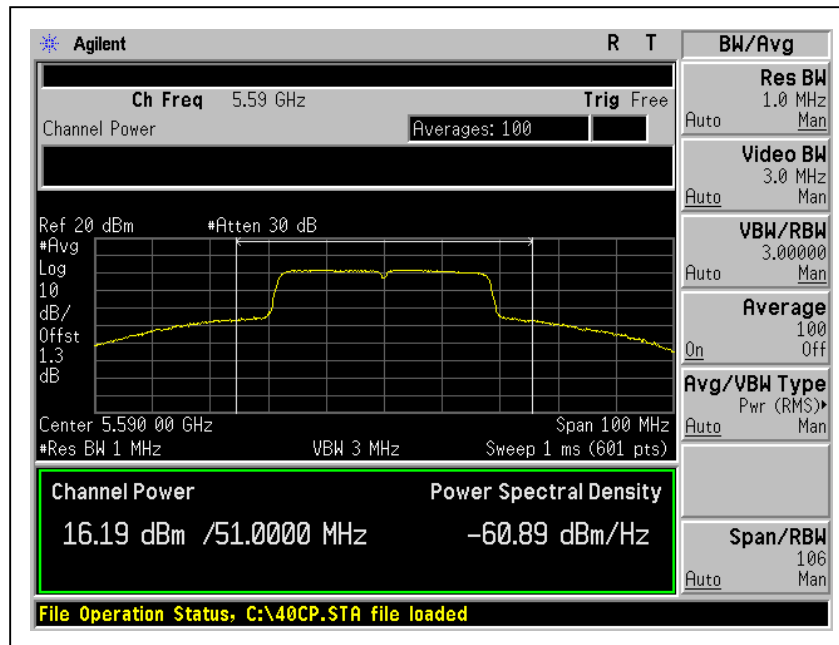 Agilent
R T
BW/Avg
Ch Freq 5.59 GHz
Trig Free
Channel Power
Averages: 100
Ref 20 dBm
#Atten 30 dB
#Avg
Log
10
dB/
Offst
1.3
dB
Center 5.590 00 GHz
Span 100 MHz
#Res BW 1 MHz
VBW 3 MHz
Sweep 1 ms (601 pts)
Channel Power
Power Spectral Density
16.19 dBm /51.0000 MHz
-60.89 dBm/Hz
File Operation Status, C:\40CP.STA file loaded
Res BW
1.0 MHz
Auto Man
Video BW
3.0 MHz
Auto Man
VBW/RBW
3.00000
Auto Man
Average
100
On Off
Avg/VBW Type
Pwr (RMS)▸
Auto Man
Span/RBW
106
Auto Man